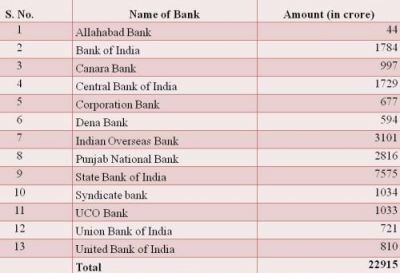 S. No. Name of Bank Amount (in crore)
1 Allahabad Bank 44
2 Bank of India 1784
3 Canara Bank 997
4 Central Bank of India 1729
5 Corporation Bank 677
6 Dena Bank 594
7 Indian Overseas Bank 3101
8 Punjab National Bank 2816
9 State Bank of India 7575
10 Syndicate bank 1034
11 UCO Bank 1033
12 Union Bank of India 721
13 United Bank of India 810
Total 22915